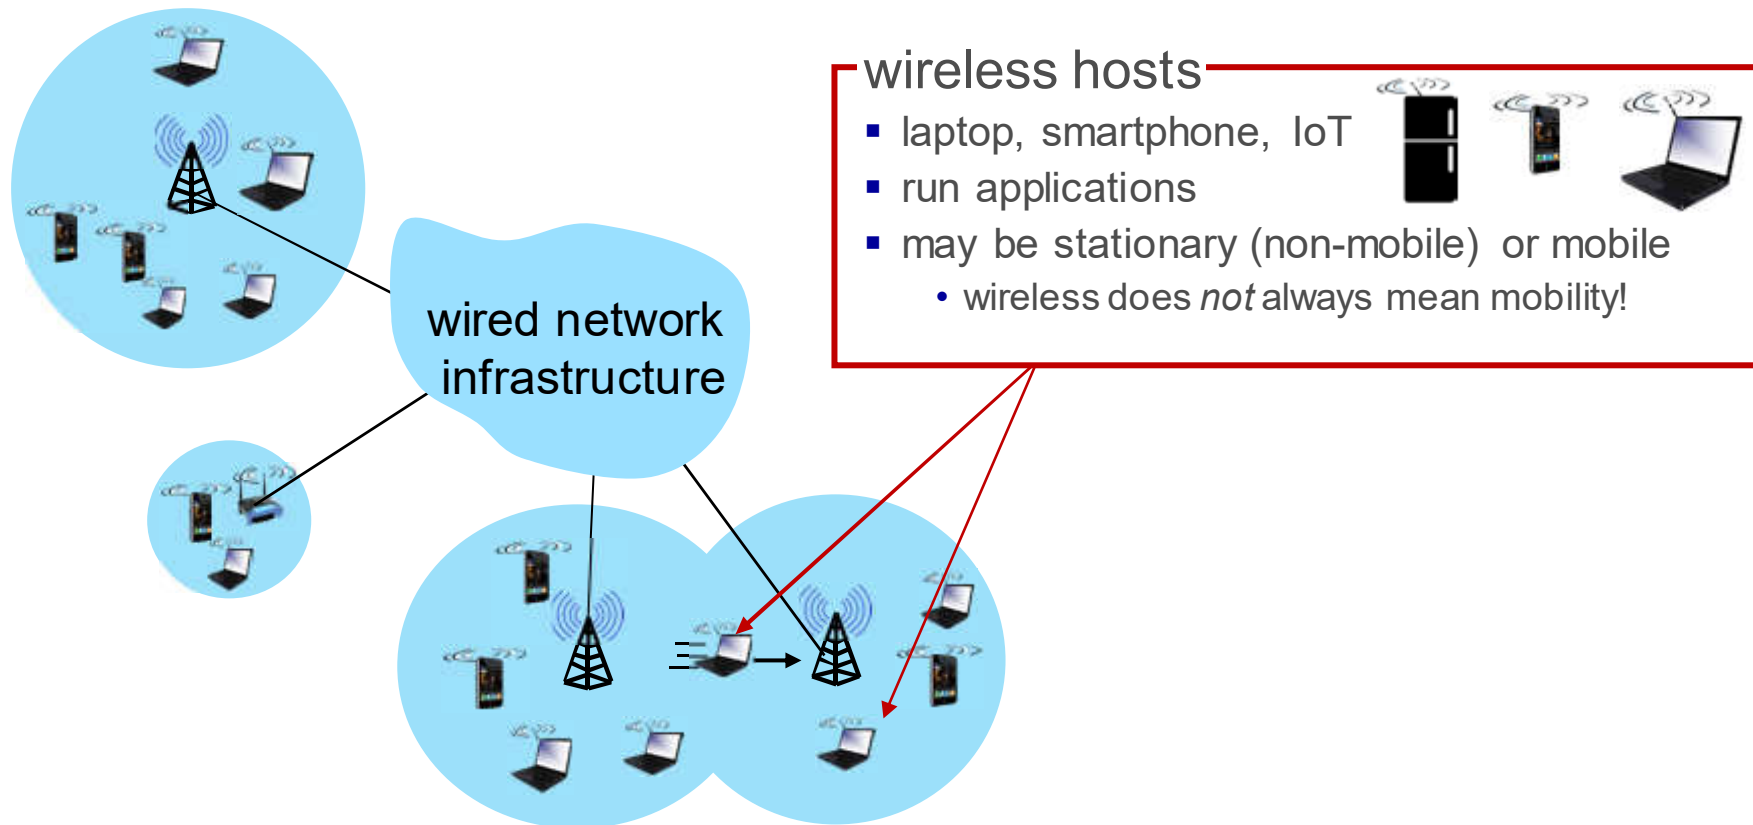 wireless hosts
▪ laptop, smartphone, IoT
▪ run applications
▪ may be stationary (non-mobile) or mobile
• wireless does not always mean mobility!
wired network
infrastructure